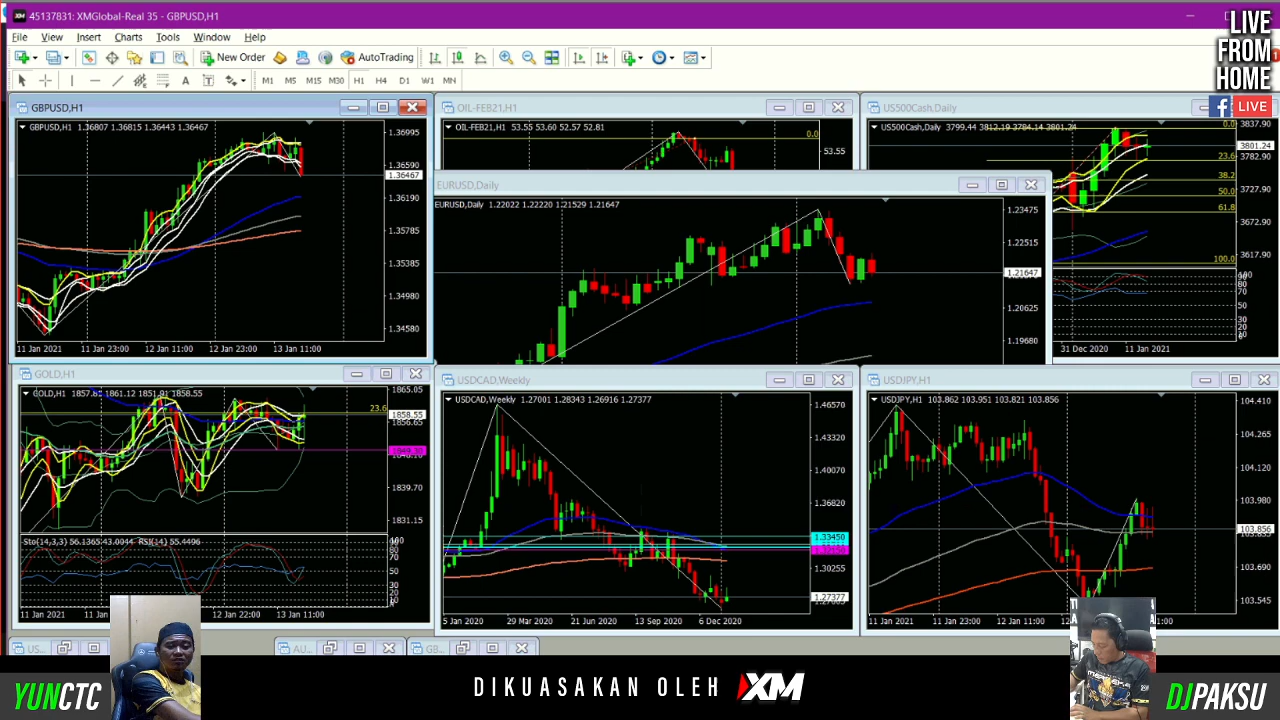 45137831: XMGlobal-Real 35 - GBPUSD,H1
LIVE
FROM
HOME
LIVE
File View Insert Charts Tools Window Help
New Order AutoTrading
M1 M5 M15 M30 H1 H4 D1 W1 MN
GBPUSD,H1
GBPUSD,H1 1.36807 1.36815 1.36443 1.36467
1.36995
1.36590
1.36467
1.36190
1.35785
1.35385
1.34980
1.34580
11 Jan 2021 11 Jan 23:00 12 Jan 11:00 12 Jan 23:00 13 Jan 11:00
OIL-FEB21,H1
OIL-FEB21,H1 53.55 53.60 52.57 52.81
0.0
53.55
US500Cash,Daily
US500Cash,Daily 3799.44 3812.19 3784.14 3801.24
0.0
23.6
38.2
50.0
61.8
100.0
3837.90
3801.24
3782.90
3727.90
3672.90
3617.90
100
90
70
50
30
20
10
0
31 Dec 2020 11 Jan 2021
EURUSD,Daily
EURUSD,Daily 1.22022 1.22220 1.21529 1.21647
1.23475
1.22515
1.21647
1.20625
1.19680
GOLD,H1
GOLD,H1 1857.81 1861.12 1851.91 1858.55
23.6
1865.05
1858.55
1856.65
1839.70
1831.15
Sto(14,3,3) 56.1365 43.0044 RSI(14) 55.4496
11 Jan 2021 11 Jan 22:00 12 Jan 22:00 13 Jan 11:00
USDCAD,Weekly
USDCAD,Weekly 1.27001 1.28343 1.26916 1.27377
1.46570
1.43320
1.40070
1.36820
1.33450
1.30255
1.27377
5 Jan 2020 29 Mar 2020 21 Jun 2020 13 Sep 2020 6 Dec 2020
USDJPY,H1
USDJPY,H1 103.862 103.951 103.821 103.856
104.410
104.265
104.120
103.980
103.856
103.690
103.545
11 Jan 2021 11 Jan 23:00
YUNCTC
DIKUASAKAN OLEH XM
DJPAKSU